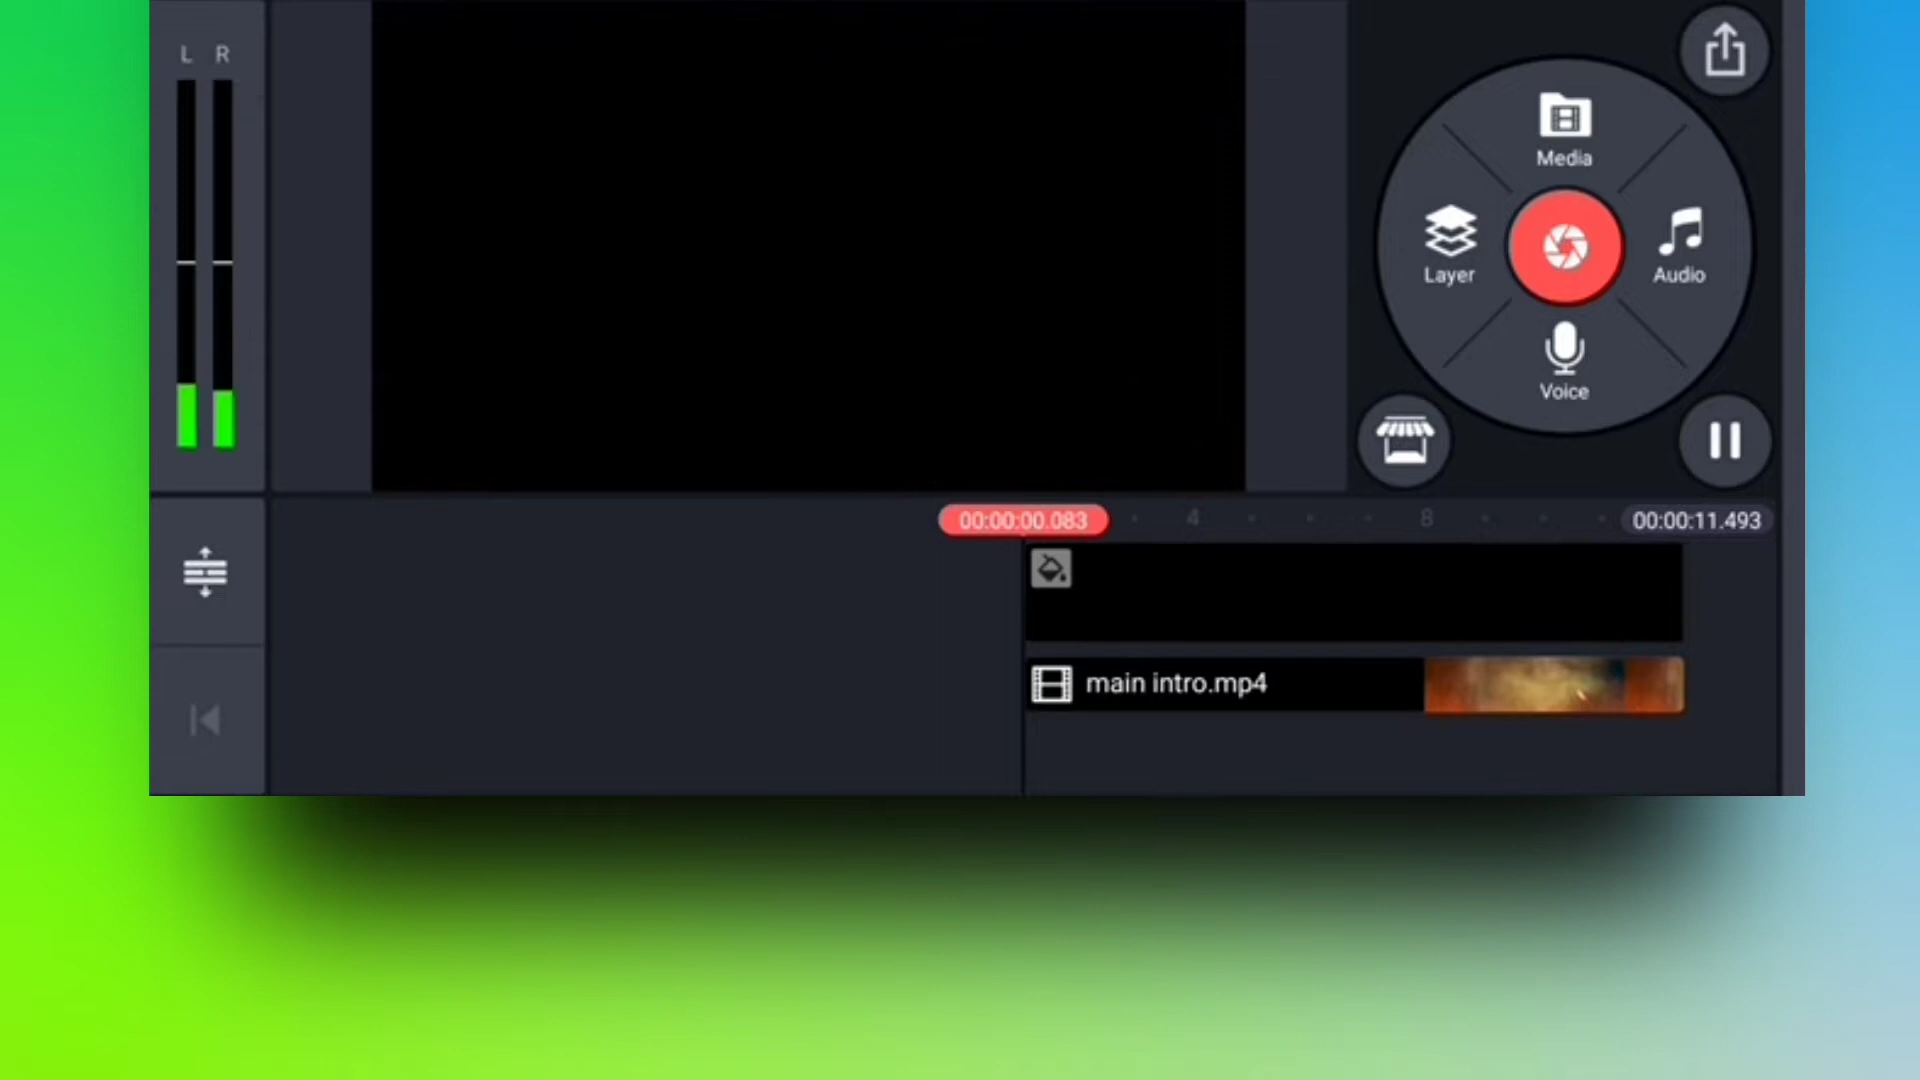 L R
Media
Layer
Audio
Voice
00:00:00.083
4
8
00:00:11.493
main intro.mp4